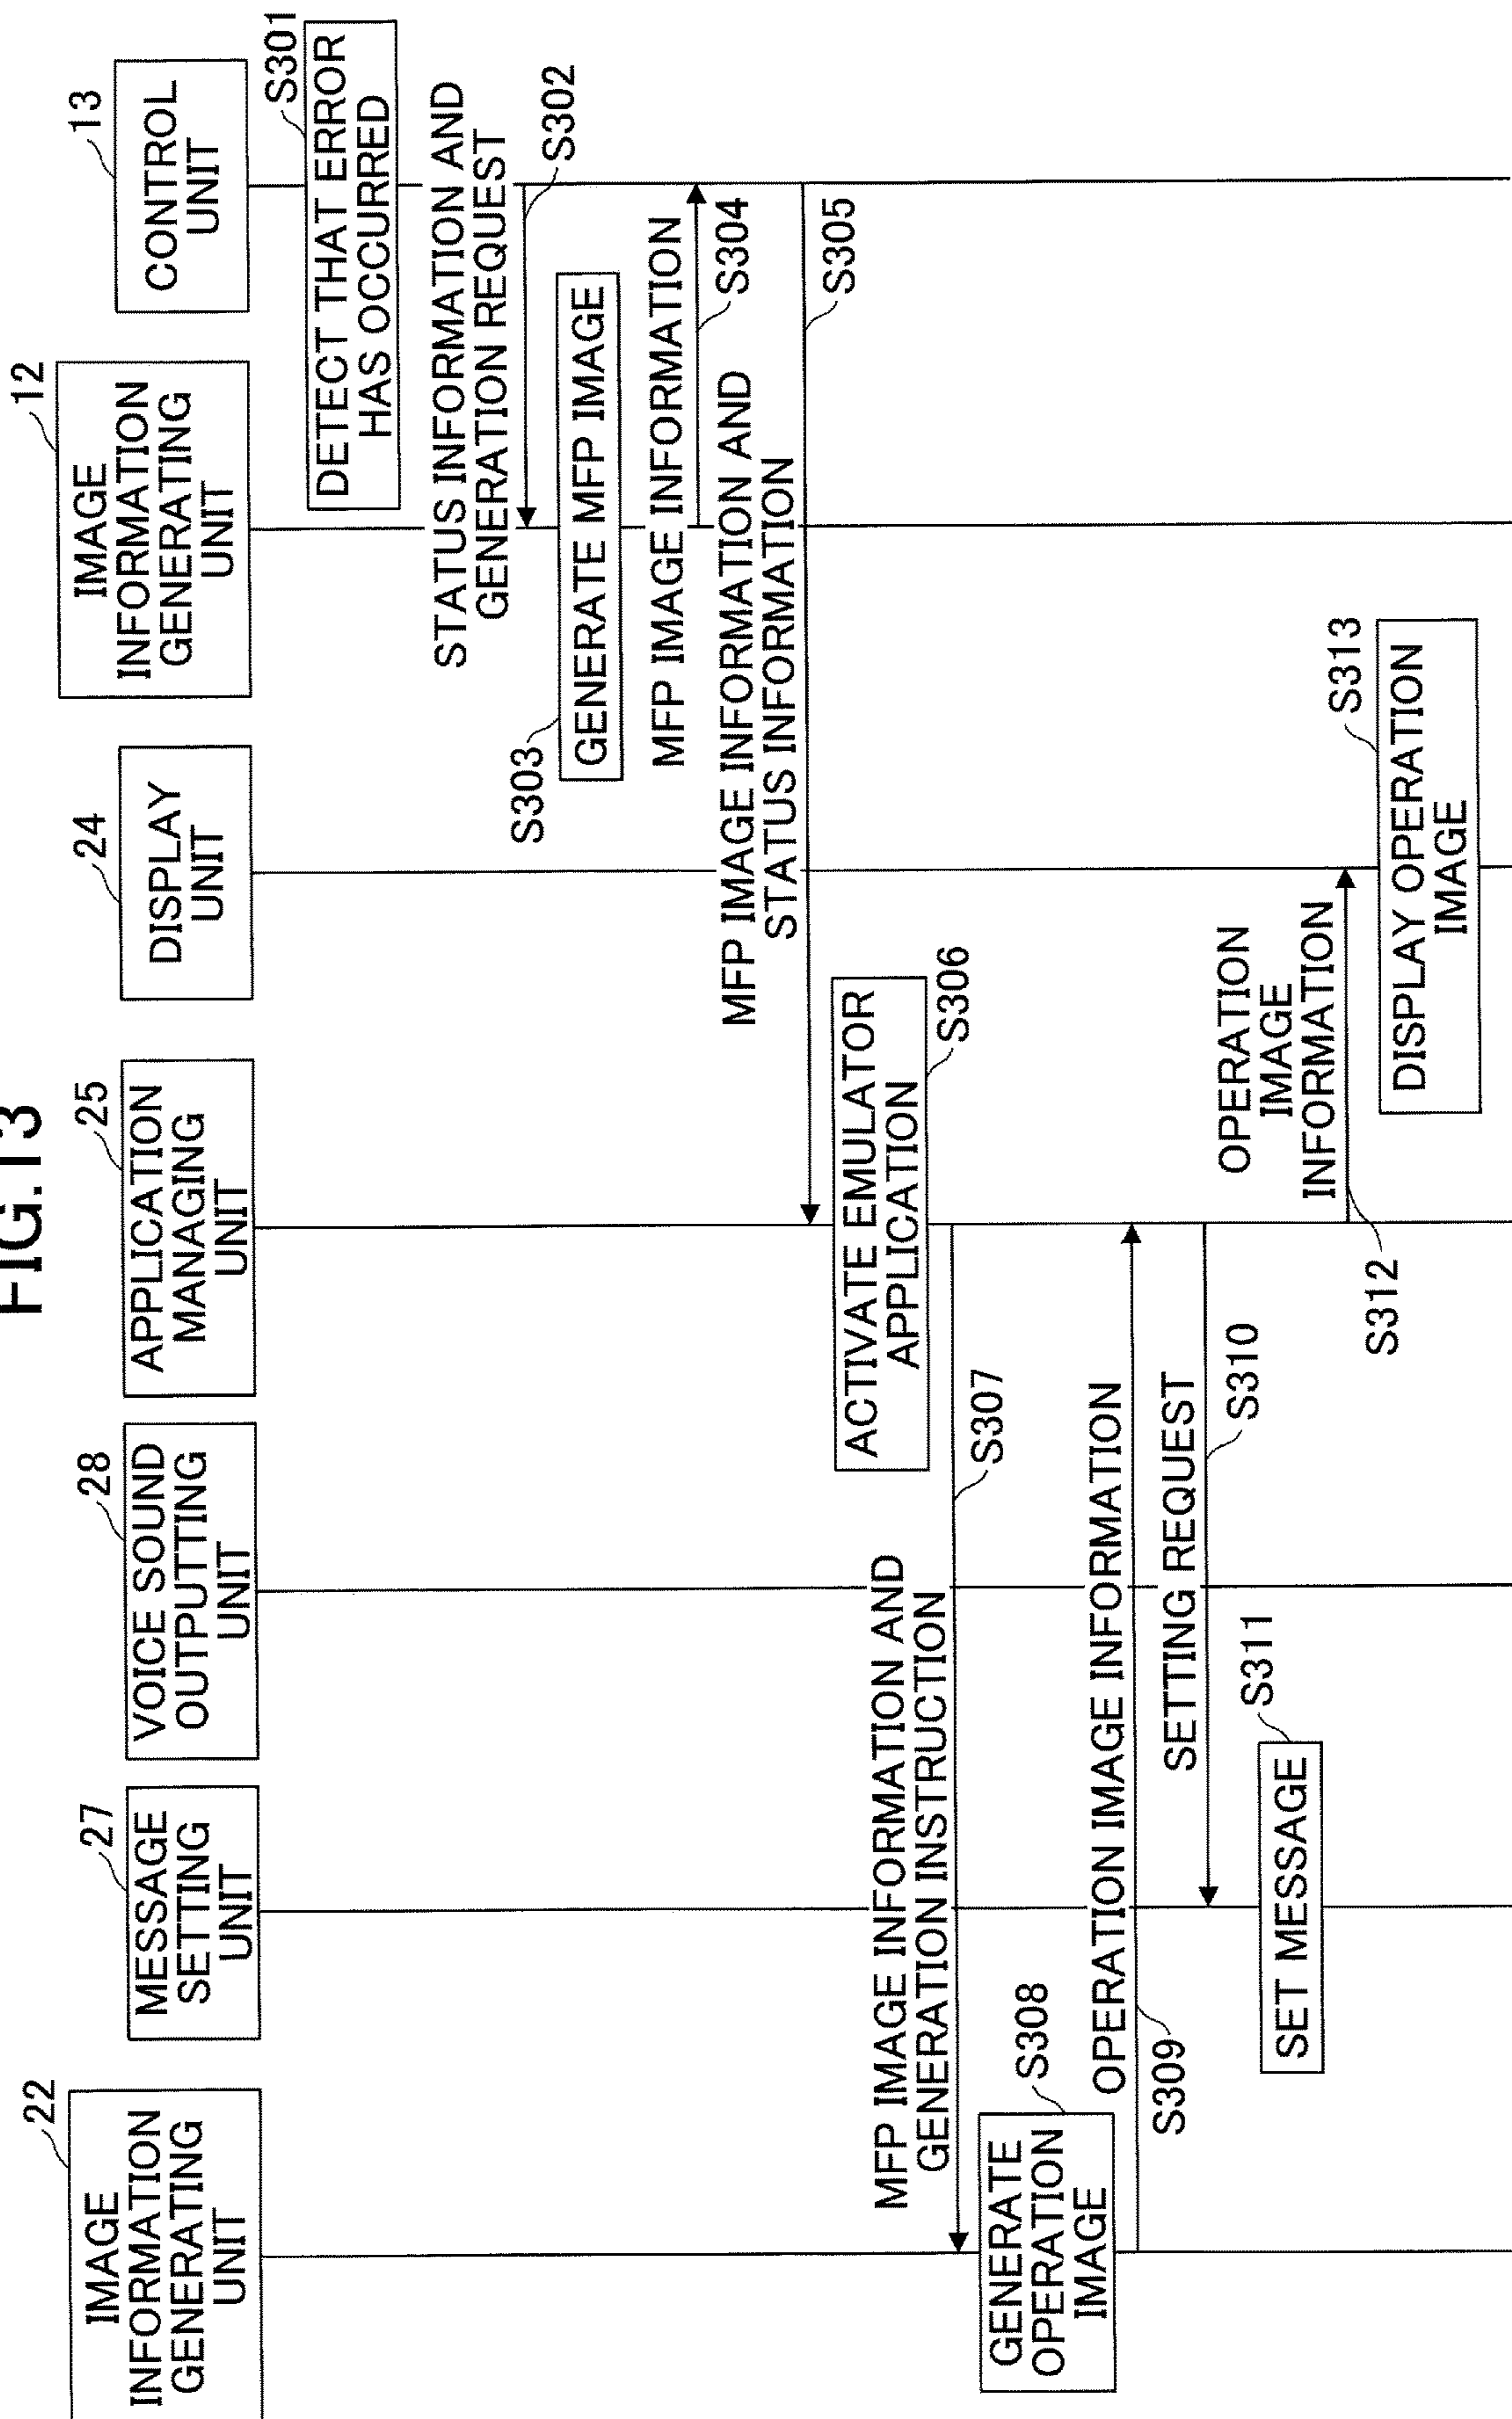 FIG.13
22
IMAGE
INFORMATION
GENERATING
UNIT
27
MESSAGE
SETTING
UNIT
28
VOICE SOUND
OUTPUTTING
UNIT
25
APPLICATION
MANAGING
UNIT
24
DISPLAY
UNIT
12
IMAGE
INFORMATION
GENERATING
UNIT
13
CONTROL
UNIT
S301
DETECT THAT ERROR
HAS OCCURRED
STATUS INFORMATION AND
GENERATION REQUEST
S302
S303
GENERATE MFP IMAGE
MFP IMAGE INFORMATION
S304
MFP IMAGE INFORMATION AND
STATUS INFORMATION
S305
ACTIVATE EMULATOR
APPLICATION
S306
MFP IMAGE INFORMATION AND
GENERATION INSTRUCTION
S307
GENERATE
OPERATION
IMAGE
S308
OPERATION IMAGE INFORMATION
S309
SETTING REQUEST
S310
SET MESSAGE
S311
OPERATION
IMAGE
INFORMATION
S312
S313
DISPLAY OPERATION
IMAGE